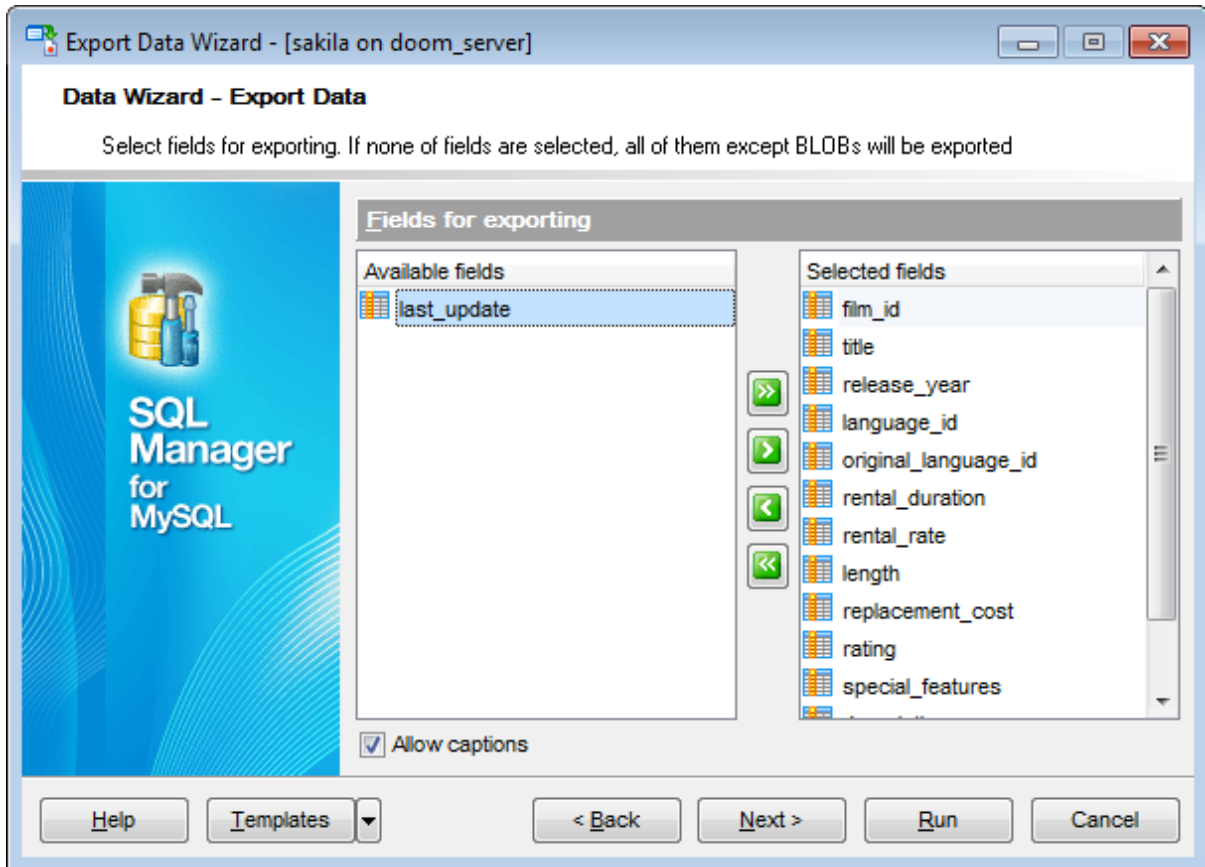 Export Data Wizard - [sakila on doom_server]
Data Wizard - Export Data
Select fields for exporting. If none of fields are selected, all of them except BLOBs will be exported
SQL
Manager
for
MySQL
Fields for exporting
Available fields
last_update
Selected fields
film_id
title
release_year
language_id
original_language_id
rental_duration
rental_rate
length
replacement_cost
rating
special_features
Allow captions
Help
Templates
< Back
Next >
Run
Cancel